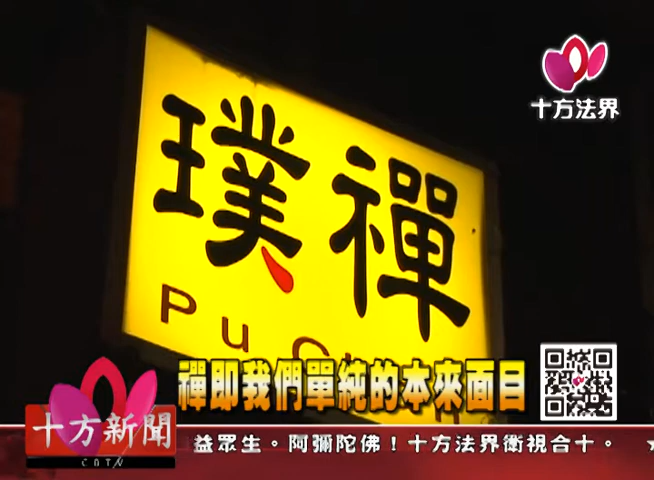 十方法界
璞禪
Pu
禪即我們單純的本來面目
十方新聞
CBTV
益眾生。阿彌陀佛！十方法界衛視合十。